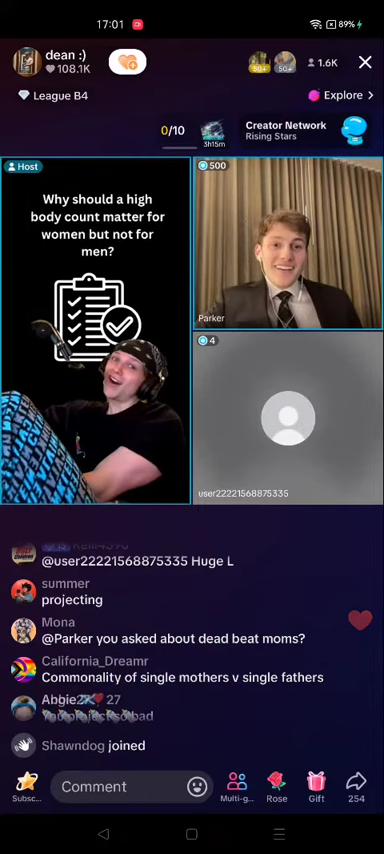 17:01
89%
dean :)
108.1K
50+
50+
1.6K
League B4
Explore
0/10
3h15m
Creator Network
Rising Stars
Host
Why should a high
body count matter for
women but not for
men?
500
Parker
4
user22221568875335
@user22221568875335 Huge L
summer
projecting
Mona
@Parker you asked about dead beat moms?
California_Dreamr
Commonality of single mothers v single fathers
27
Shawndog joined
Comment
Subsc...
Multi-g...
Rose
Gift
254